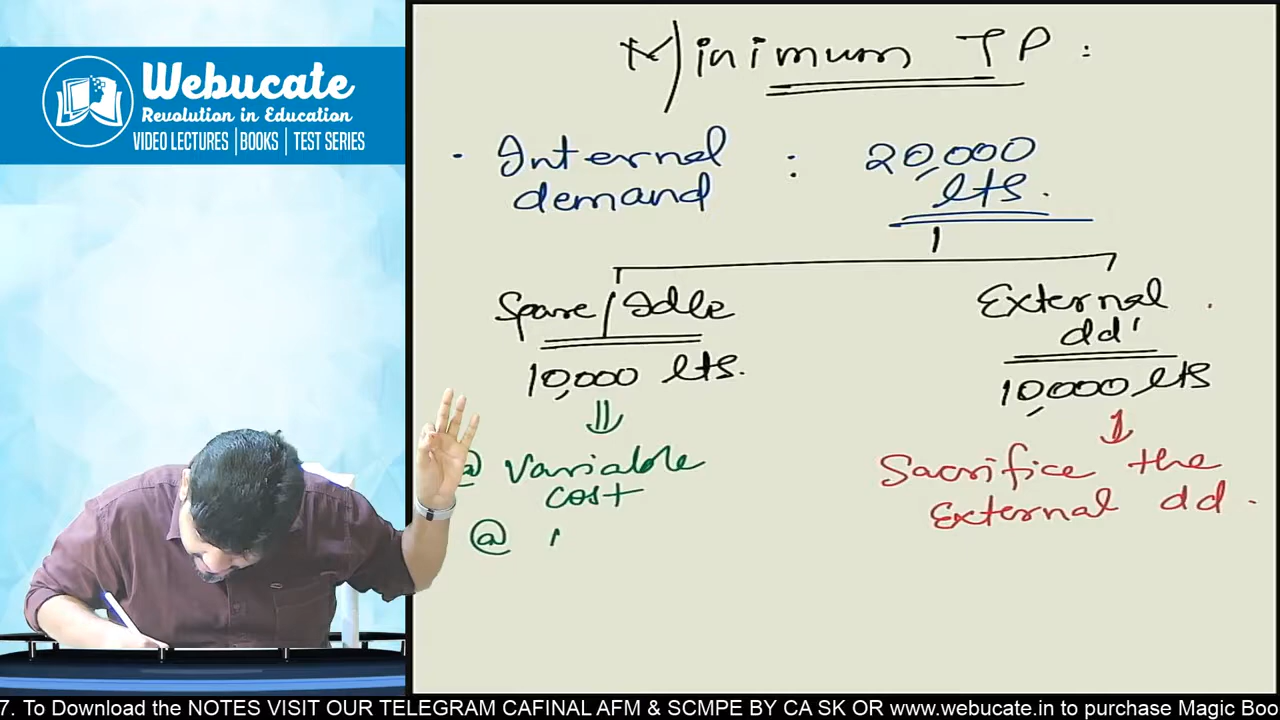 Webucate
Revolution in Education
VIDEO LECTURES | BOOKS | TEST SERIES
Minimum TP :
· Internal demand : 20,000 lts.
Spare/Idle
10,000 lts.
@ Variable cost
@
External dd'
10,000 lts
Sacrifice the
External dd.
7. To Download the NOTES VISIT OUR TELEGRAM CAFINAL AFM & SCMPE BY CA SK OR www.webucate.in to purchase Magic Boo